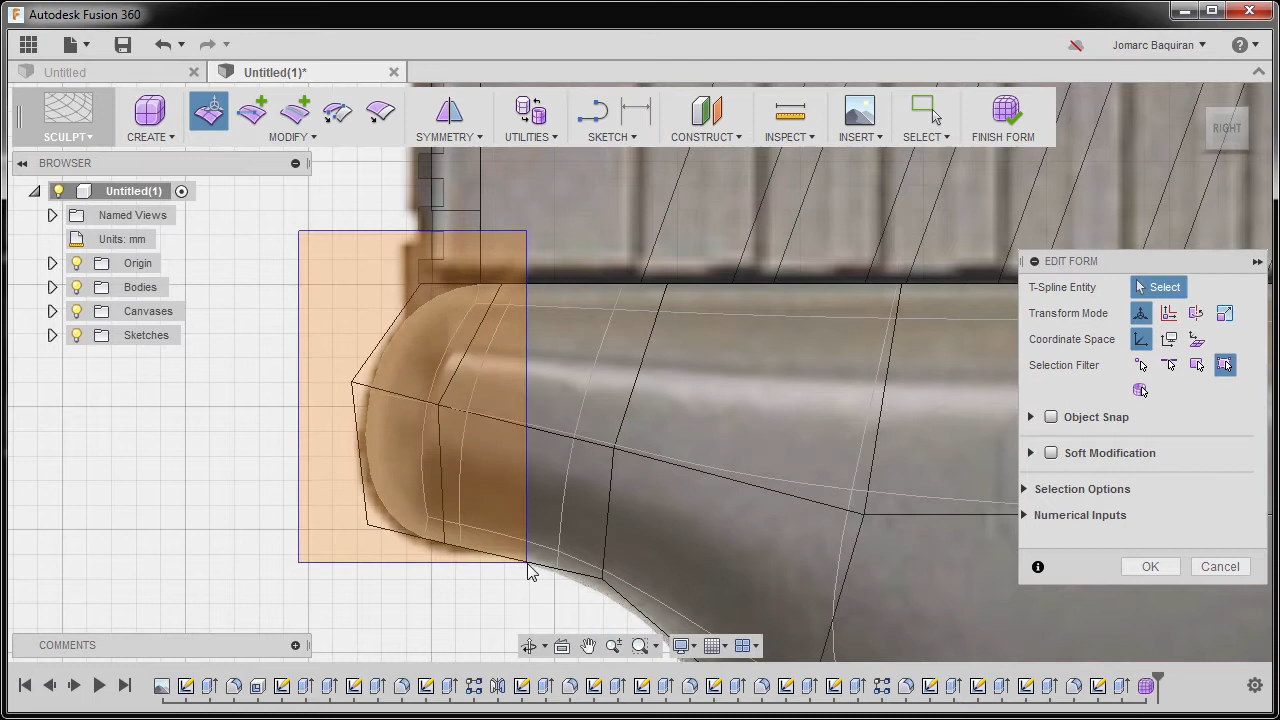 Autodesk Fusion 360
Jomarc Baquiran
Untitled
Untitled(1)*
SCULPT
CREATE
MODIFY
SYMMETRY
UTILITIES
SKETCH
CONSTRUCT
INSPECT
INSERT
SELECT
FINISH FORM
RIGHT
BROWSER
Untitled(1)
Named Views
Units: mm
Origin
Bodies
Canvases
Sketches
EDIT FORM
T-Spline Entity
Select
Transform Mode
Coordinate Space
Selection Filter
Object Snap
Soft Modification
Selection Options
Numerical Inputs
OK
Cancel
COMMENTS